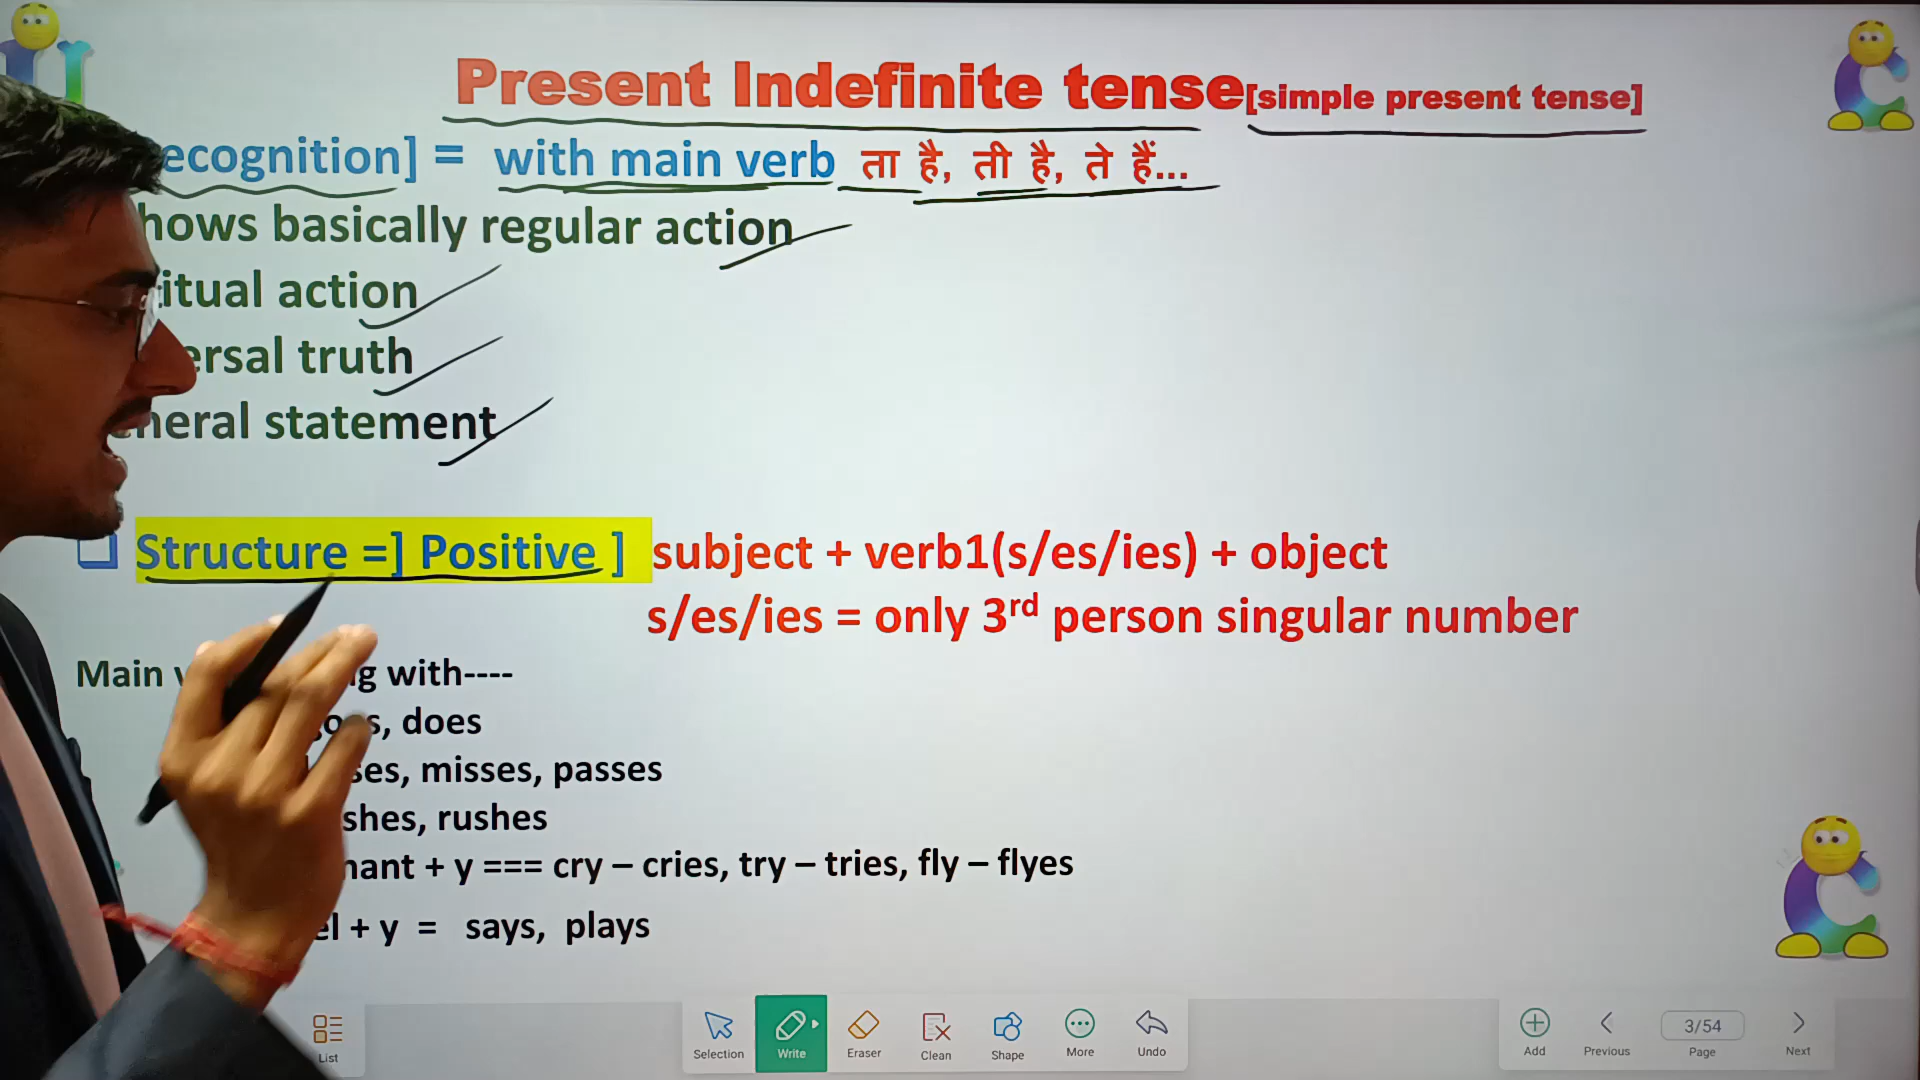 Present Indefinite tense[simple present tense]
ecognition] = with main verb ता है, ती है, ते हैं...
hows basically regular action
itual action
ersal truth
neral statement
Structure =] Positive ] subject + verb1(s/es/ies) + object
s/es/ies = only 3rd person singular number
Main with----
does
ses, misses, passes
shes, rushes
nant + y === cry – cries, try – tries, fly – flyes
el + y = says, plays
List
Selection Write Eraser Clean Shape More Undo
Add Previous 3/54 Page Next